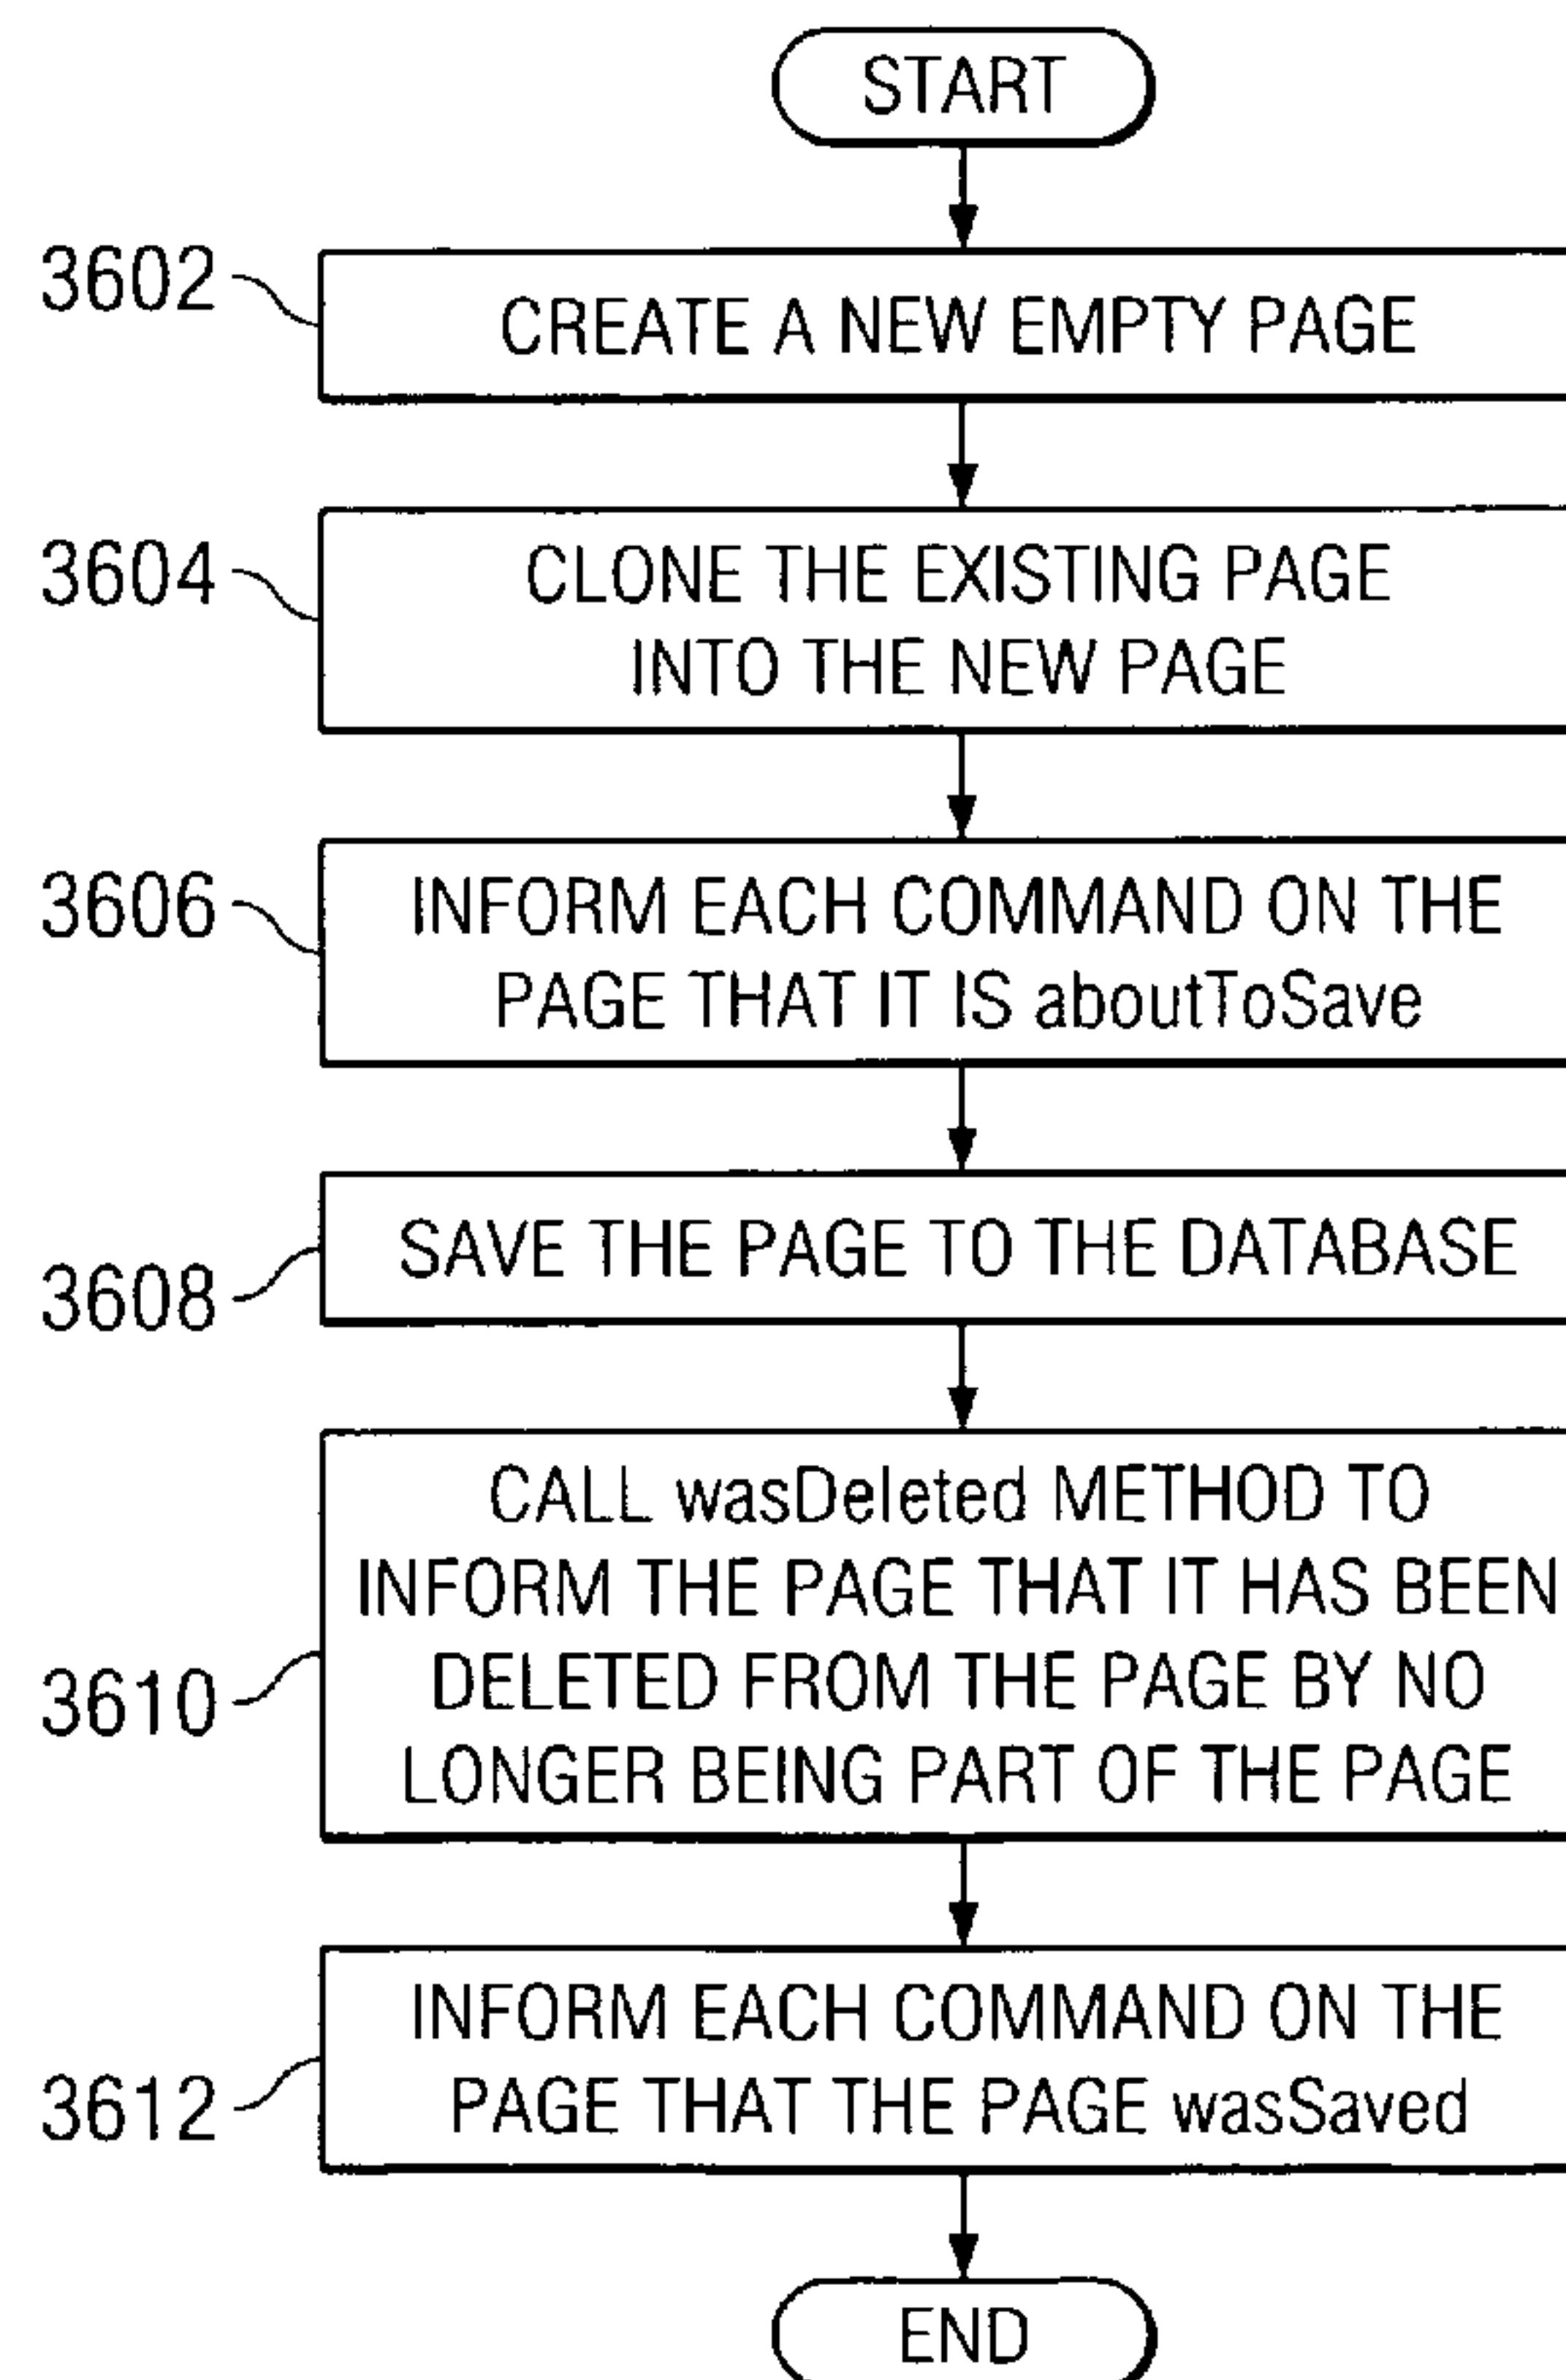 START
3602
CREATE A NEW EMPTY PAGE
3604
CLONE THE EXISTING PAGE
INTO THE NEW PAGE
3606
INFORM EACH COMMAND ON THE
PAGE THAT IT IS aboutToSave
3608
SAVE THE PAGE TO THE DATABASE
3610
CALL wasDeleted METHOD TO
INFORM THE PAGE THAT IT HAS BEEN
DELETED FROM THE PAGE BY NO
LONGER BEING PART OF THE PAGE
3612
INFORM EACH COMMAND ON THE
PAGE THAT THE PAGE wasSaved
END